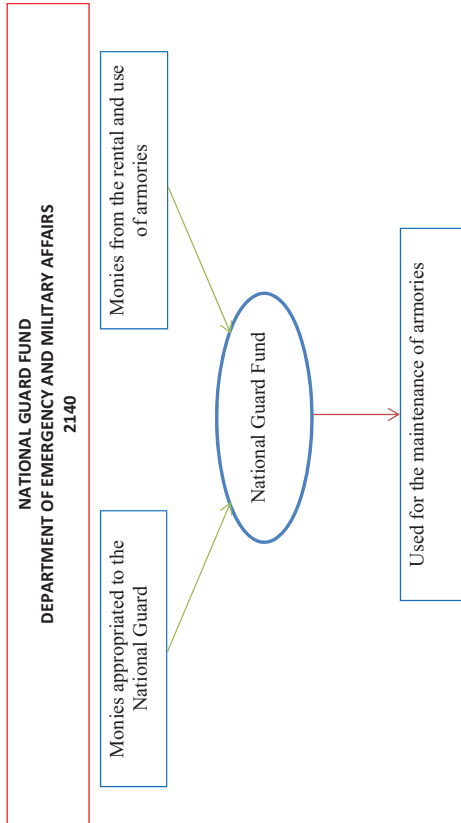 NATIONAL GUARD FUND
DEPARTMENT OF EMERGENCY AND MILITARY AFFAIRS
2140
Monies appropriated to the
National Guard
Monies from the rental and use
of armories
National Guard Fund
Used for the maintenance of armories